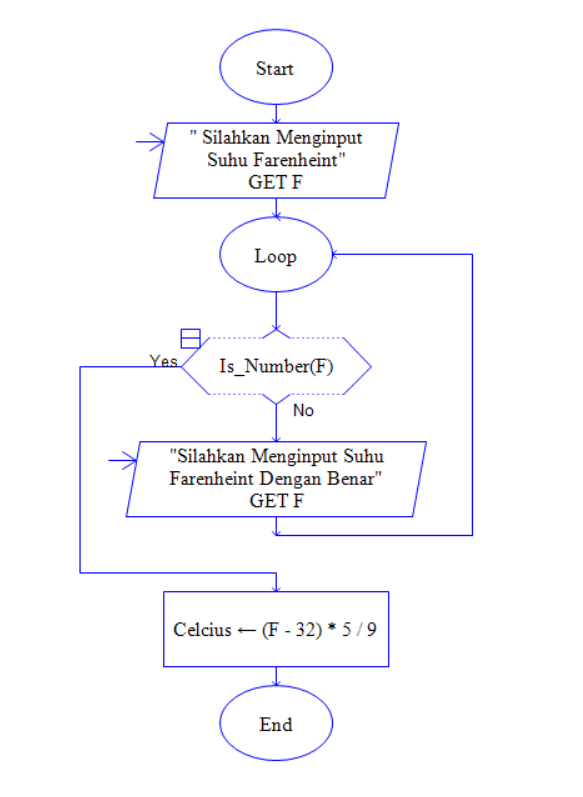 Start
" Silahkan Menginput
Suhu Farenheint"
GET F
Loop
Is_Number(F)
Yes
No
"Silahkan Menginput Suhu
Farenheint Dengan Benar"
GET F
Celcius ← (F - 32) * 5 / 9
End